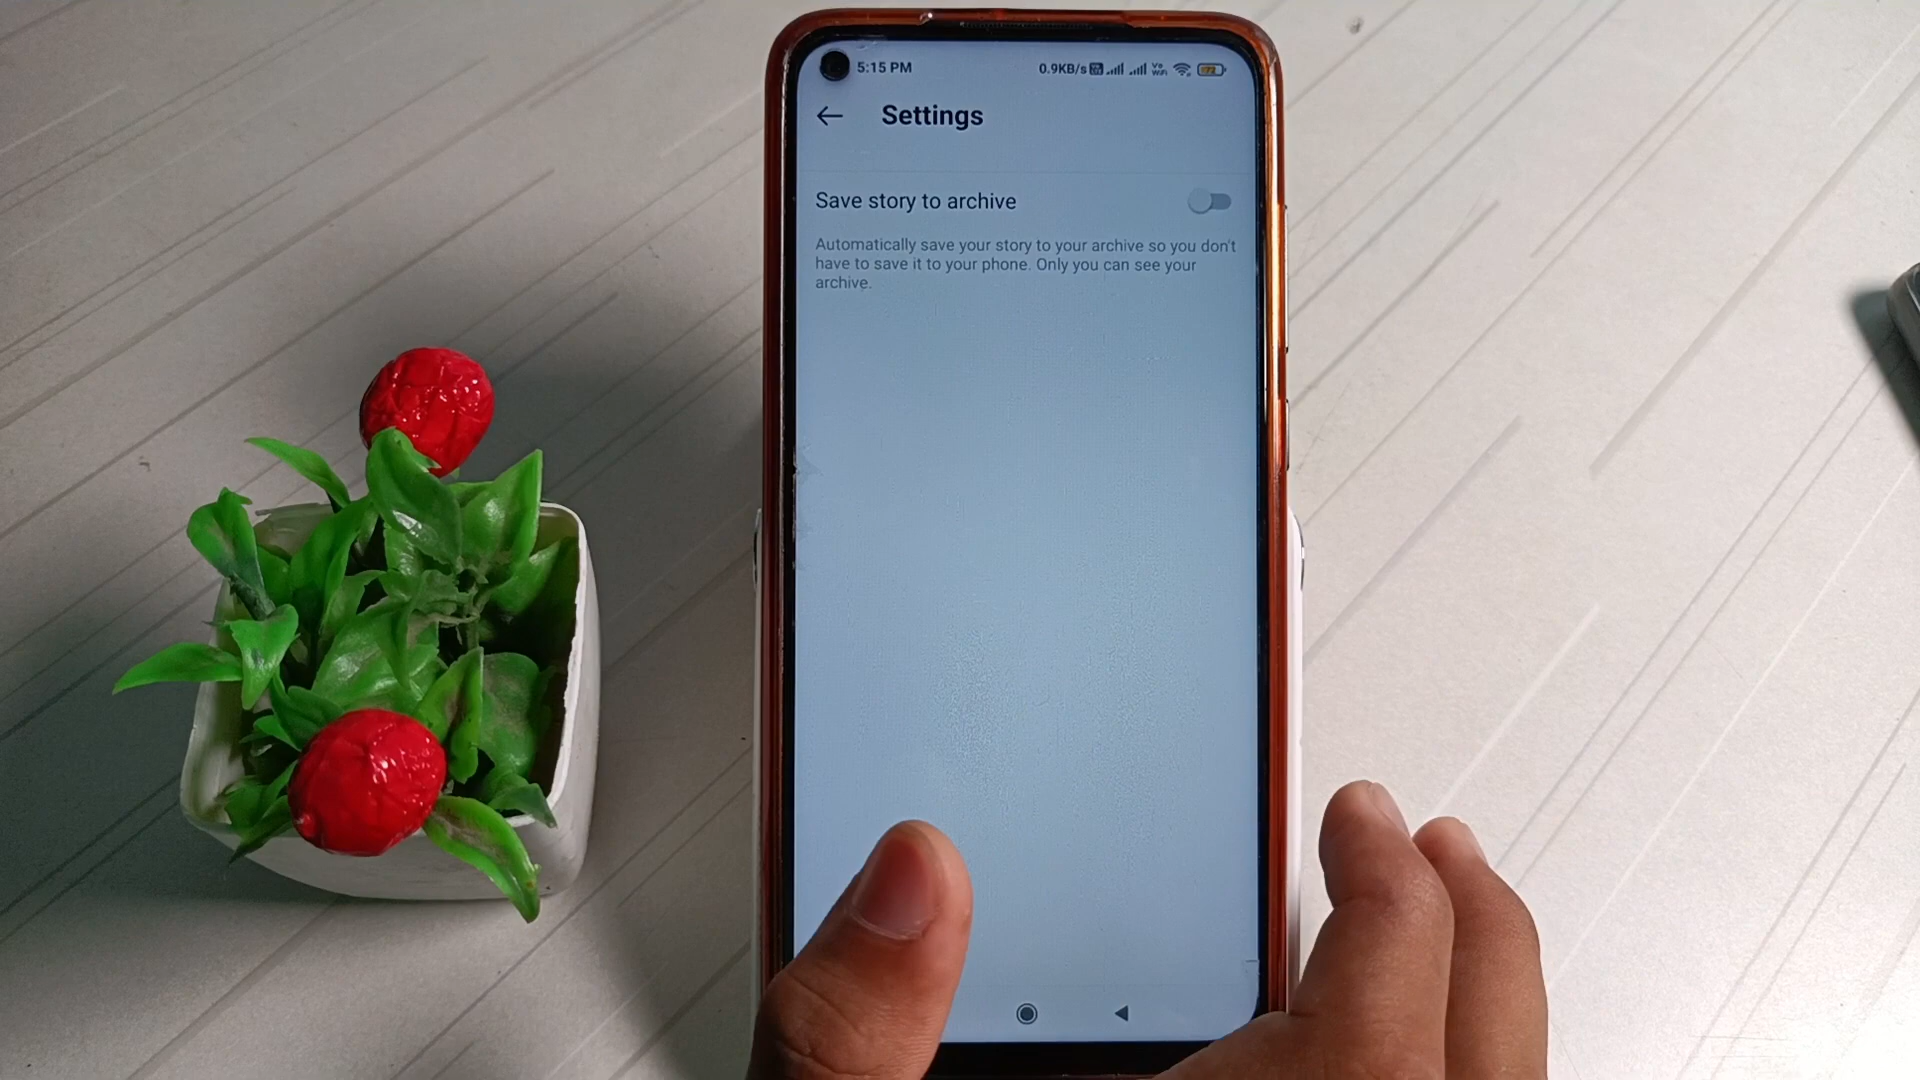 5:15 PM 0.9KB/s
Settings
Save story to archive
Automatically save your story to your archive so you don't
have to save it to your phone. Only you can see your
archive.